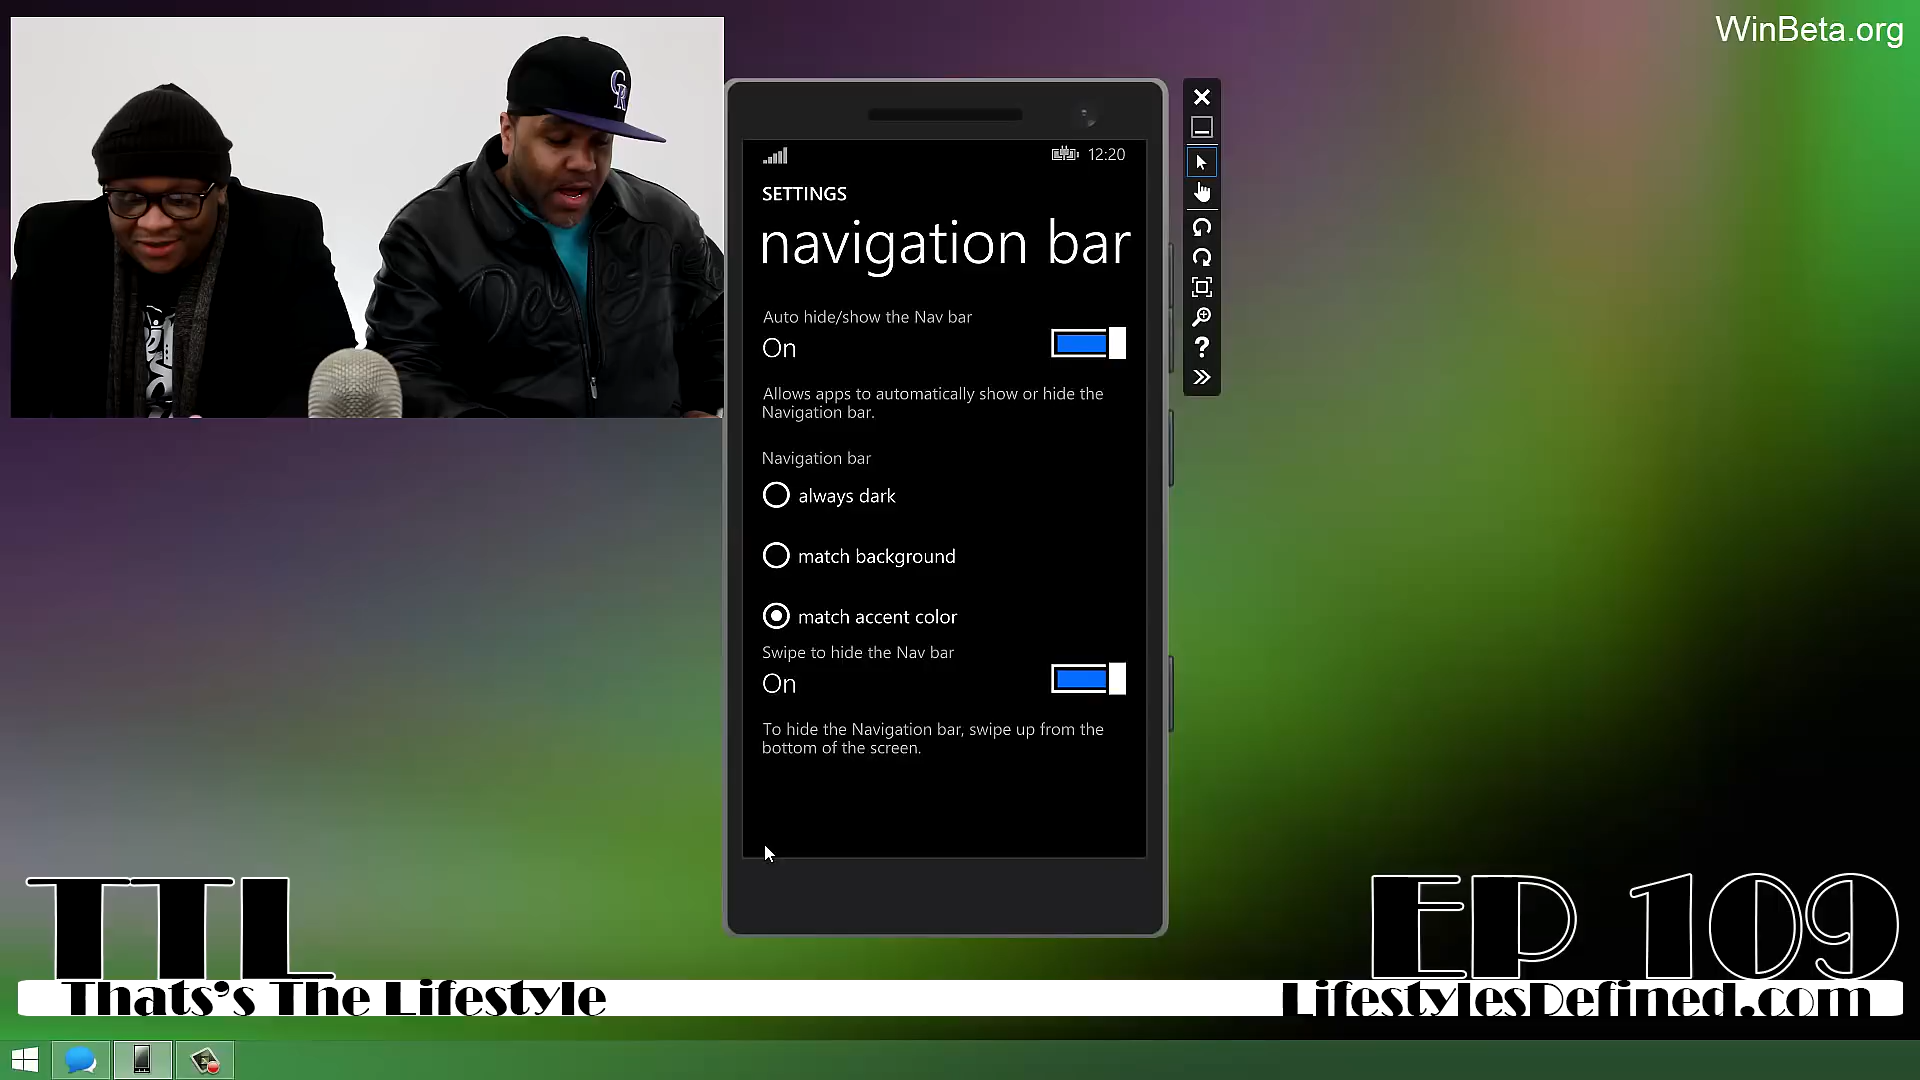 WinBeta.org
12:20
SETTINGS
navigation bar
Auto hide/show the Nav bar
On
Allows apps to automatically show or hide the
Navigation bar.
Navigation bar
always dark
match background
match accent color
Swipe to hide the Nav bar
On
To hide the Navigation bar, swipe up from the
bottom of the screen.
TTL
Thats's The Lifestyle
EP 109
LifestylesDefined.com